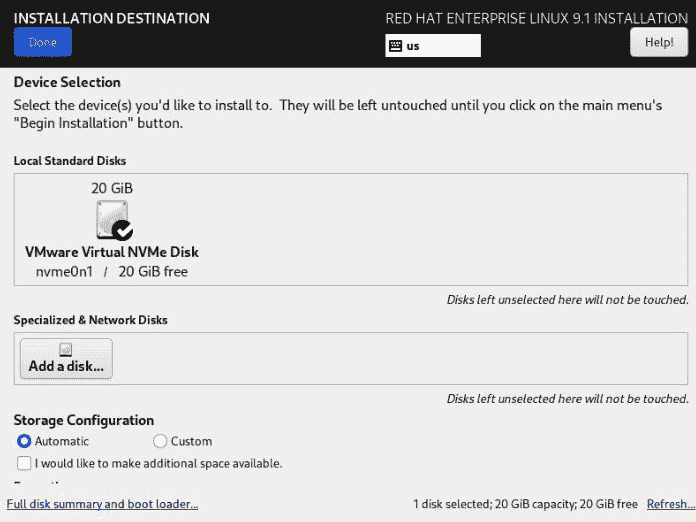 INSTALLATION DESTINATION
RED HAT ENTERPRISE LINUX 9.1 INSTALLATION
Done
us
Help!
Device Selection
Select the device(s) you'd like to install to. They will be left untouched until you click on the main menu's
"Begin Installation" button.
Local Standard Disks
20 GiB
VMware Virtual NVMe Disk
nvme0n1 / 20 GiB free
Disks left unselected here will not be touched.
Specialized & Network Disks
Add a disk...
Disks left unselected here will not be touched.
Storage Configuration
Automatic
Custom
I would like to make additional space available.
Full disk summary and boot loader...
1 disk selected; 20 GiB capacity; 20 GiB free
Refresh...